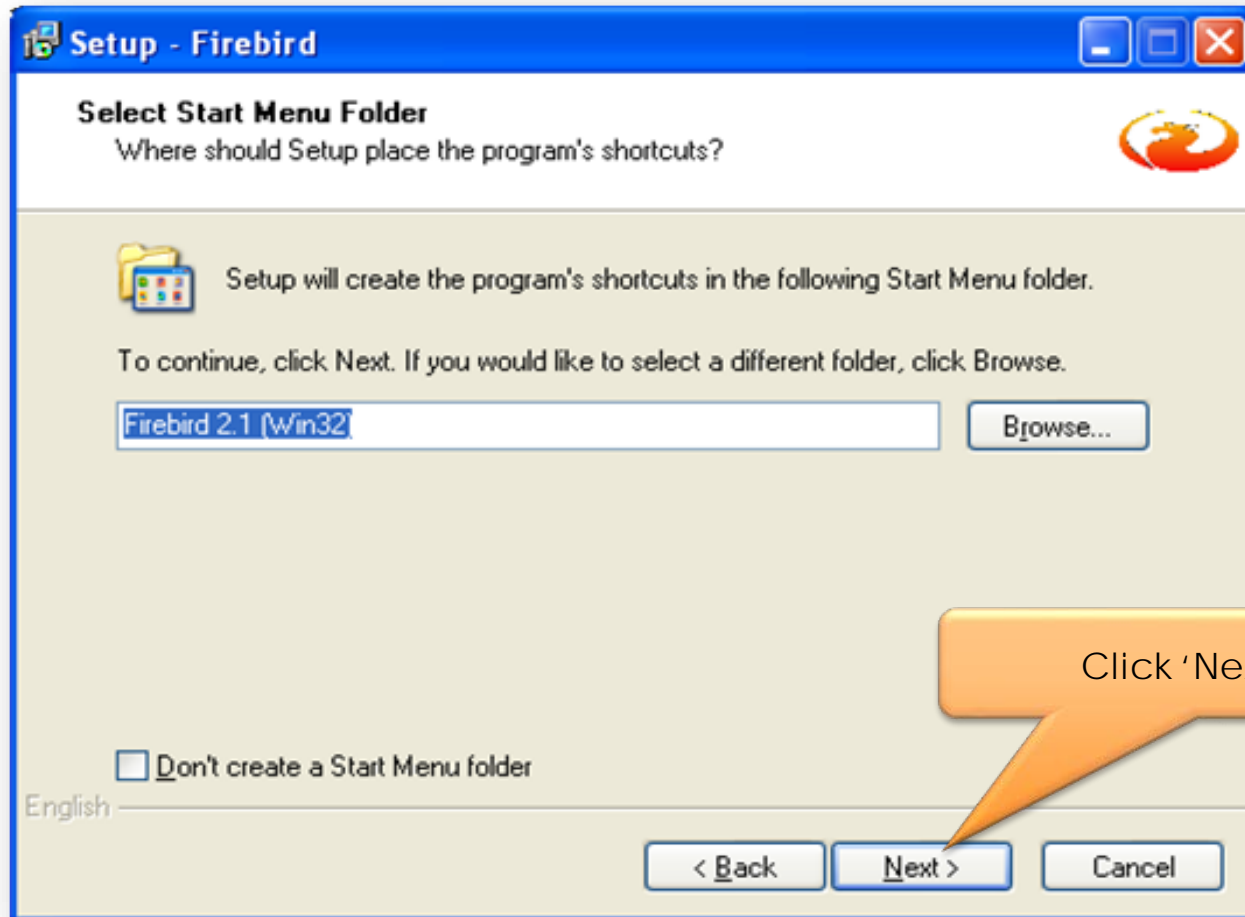 Setup - Firebird
Select Start Menu Folder
Where should Setup place the program's shortcuts?
Setup will create the program's shortcuts in the following Start Menu folder.
To continue, click Next. If you would like to select a different folder, click Browse.
Firebird 2.1 (Win32)
Browse...
Click ‘Ne
Don't create a Start Menu folder
English
< Back
Next >
Cancel